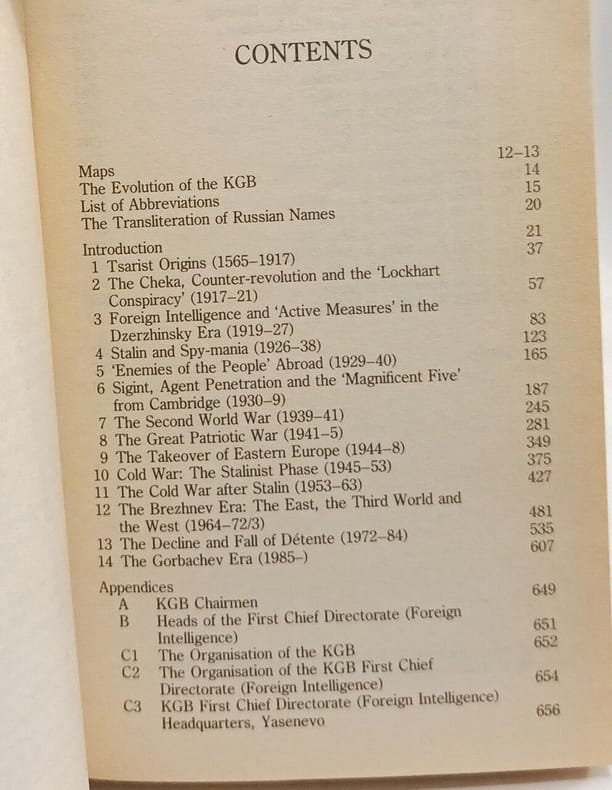 CONTENTS
Maps 12–13
The Evolution of the KGB 14
List of Abbreviations 15
The Transliteration of Russian Names 20
Introduction 21
1 Tsarist Origins (1565–1917) 37
2 The Cheka, Counter-revolution and the ‘Lockhart
Conspiracy’ (1917–21) 57
3 Foreign Intelligence and ‘Active Measures’ in the
Dzerzhinsky Era (1919–27) 83
4 Stalin and Spy-mania (1926–38) 123
5 ‘Enemies of the People’ Abroad (1929–40) 165
6 Sigint, Agent Penetration and the ‘Magnificent Five’
from Cambridge (1930–9) 187
7 The Second World War (1939–41) 245
8 The Great Patriotic War (1941–5) 281
9 The Takeover of Eastern Europe (1944–8) 349
10 Cold War: The Stalinist Phase (1945–53) 375
11 The Cold War after Stalin (1953–63) 427
12 The Brezhnev Era: The East, the Third World and
the West (1964–72/3) 481
13 The Decline and Fall of Détente (1972–84) 535
14 The Gorbachev Era (1985–) 607
Appendices
A KGB Chairmen 649
B Heads of the First Chief Directorate (Foreign
Intelligence) 651
C1 The Organisation of the KGB 652
C2 The Organisation of the KGB First Chief
Directorate (Foreign Intelligence) 654
C3 KGB First Chief Directorate (Foreign Intelligence)
Headquarters, Yasenevo 656